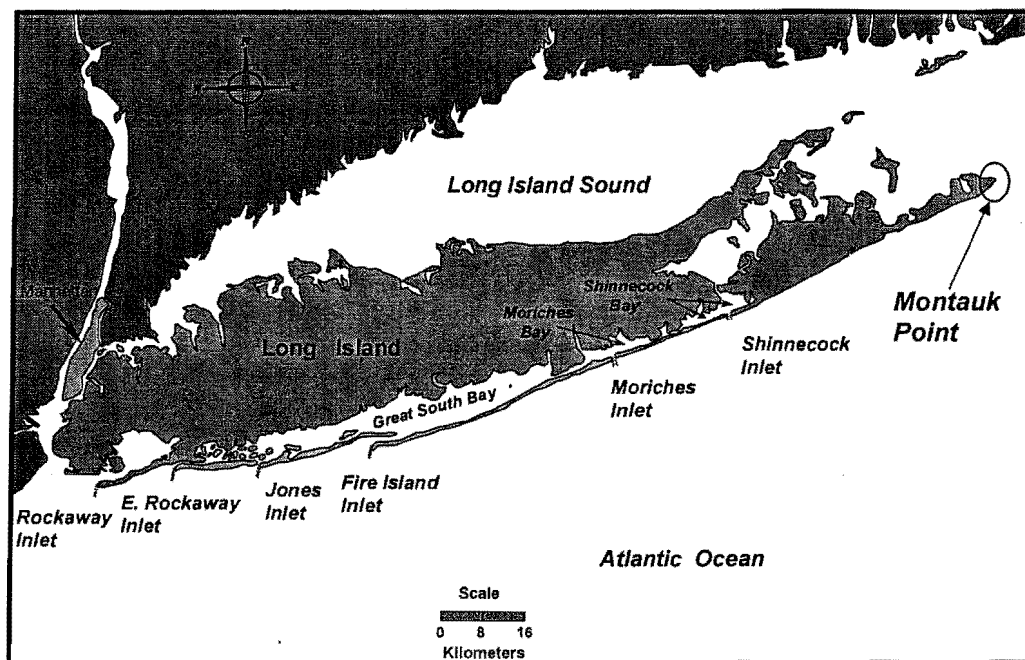 Long Island Sound
Montauk
Point
Shinnecock
Bay
Moriches
Bay
Long Island
Shinnecock
Inlet
Moriches
Inlet
Great South Bay
Fire Island
Inlet
Jones
Inlet
E. Rockaway
Inlet
Rockaway
Inlet
Atlantic Ocean
Scale
0 8 16
Kilometers